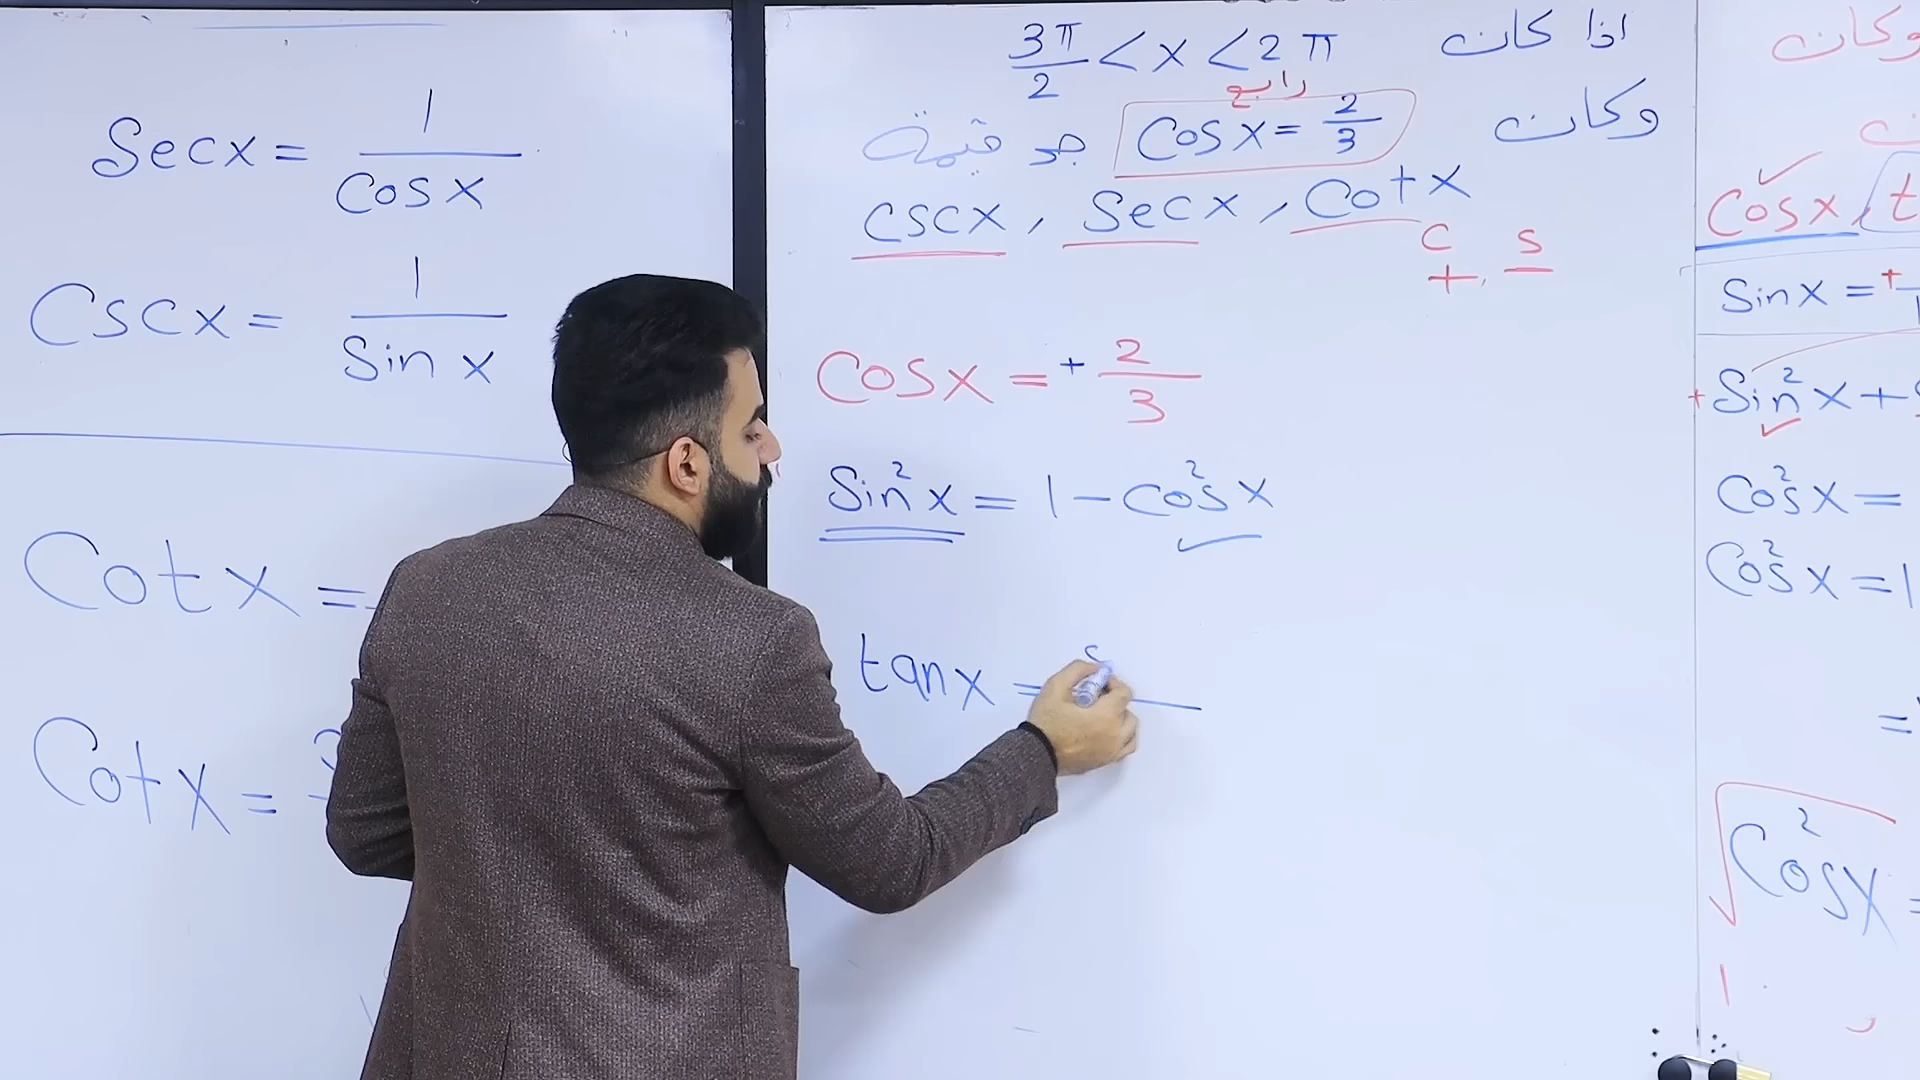 Secx = 1/Cosx
Cscx = 1/Sin x
Cotx =
Cotx =
اذا كان 3π/2 < x < 2π
رابع
وكان Cosx = 2/3 جد قيمة
Cscx , Secx , Cotx
C S
+ , -
Cosx = + 2/3
Sin²x = 1 - Cos²x
tanx =
وكان
Cosx , t
Sinx = +
+ Sin²x +
Cos²x =
Cos²x = 1
=
√Cos²x =